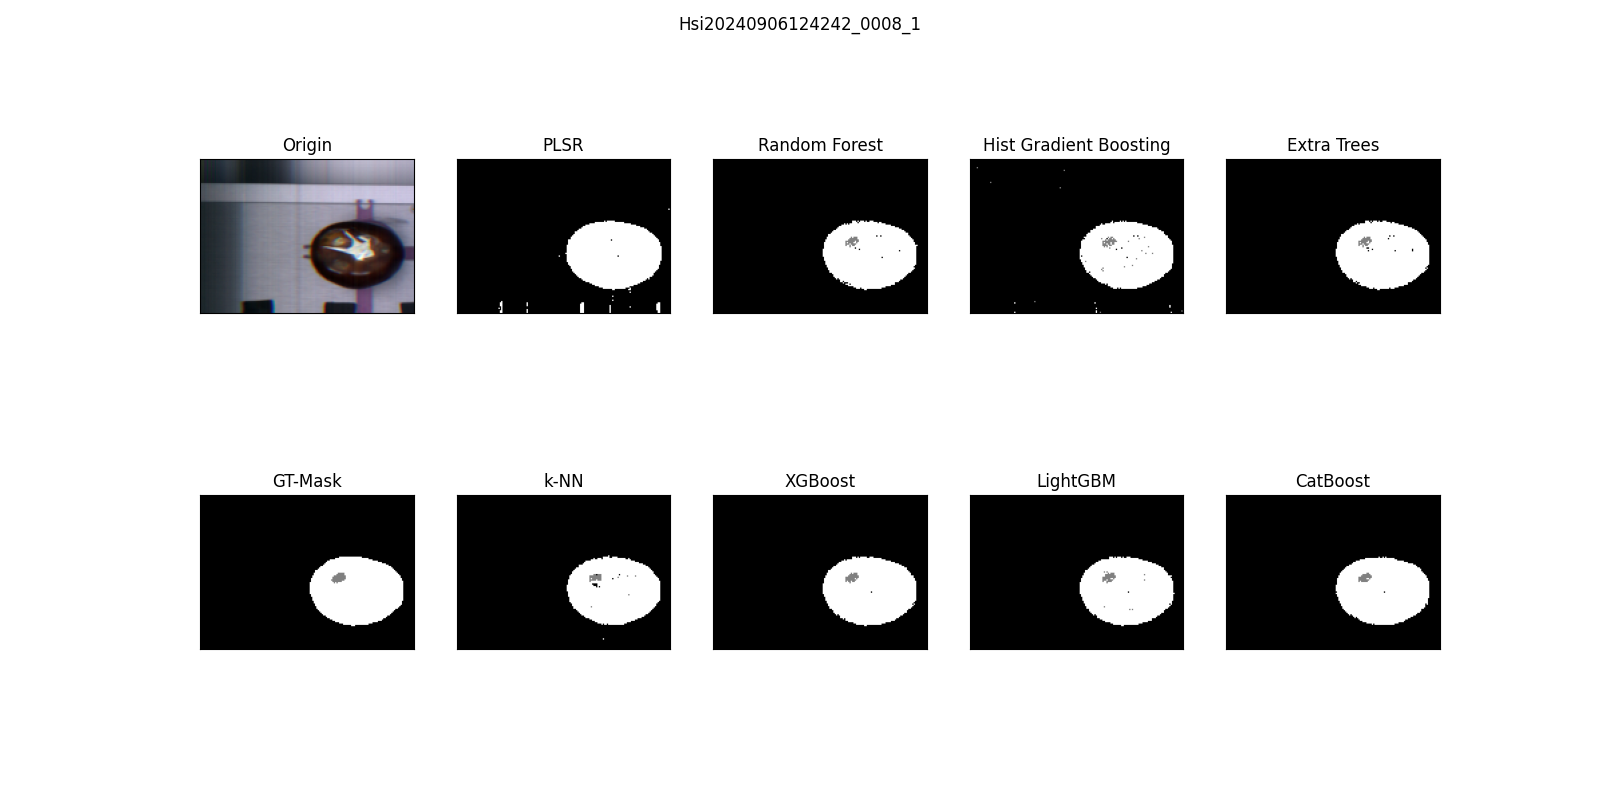 Hsi20240906124242_0008_1
Origin
PLSR
Random Forest
Hist Gradient Boosting
Extra Trees
GT-Mask
k-NN
XGBoost
LightGBM
CatBoost